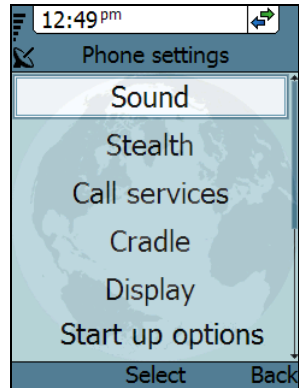 12:49 pm
Phone settings
Sound
Stealth
Call services
Cradle
Display
Start up options
Select Back